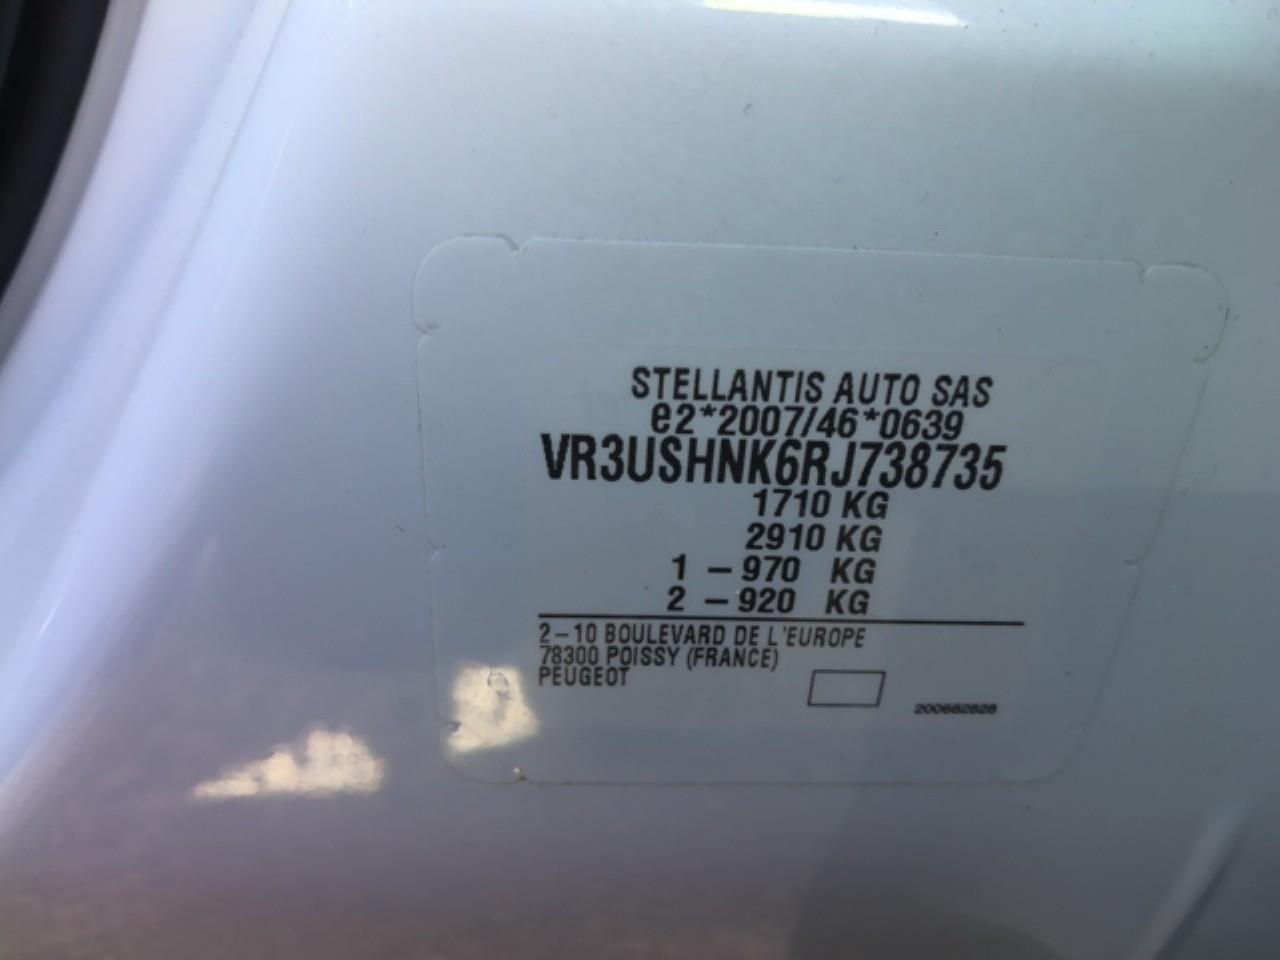 STELLANTIS AUTO SAS
e2*2007/46*0639
VR3USHNK6RJ738735
1710 KG
2910 KG
1 - 970 KG
2 - 920 KG
2-10 BOULEVARD DE L'EUROPE
78300 POISSY (FRANCE)
PEUGEOT
200682828